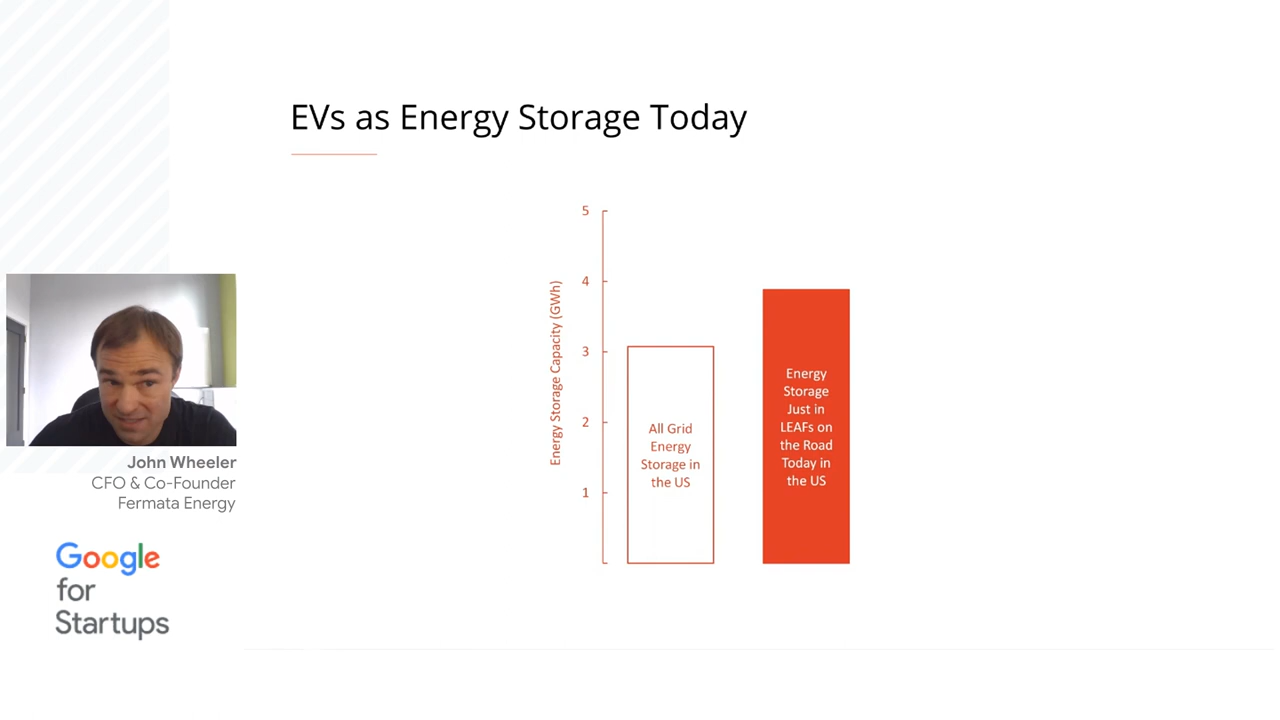 EVs as Energy Storage Today
5
4
3
2
1
Energy Storage Capacity (GWh)
All Grid
Energy
Storage in
the US
Energy
Storage
Just in
LEAFs on
the Road
Today in
the US
John Wheeler
CFO & Co-Founder
Fermata Energy
Google
for
Startups